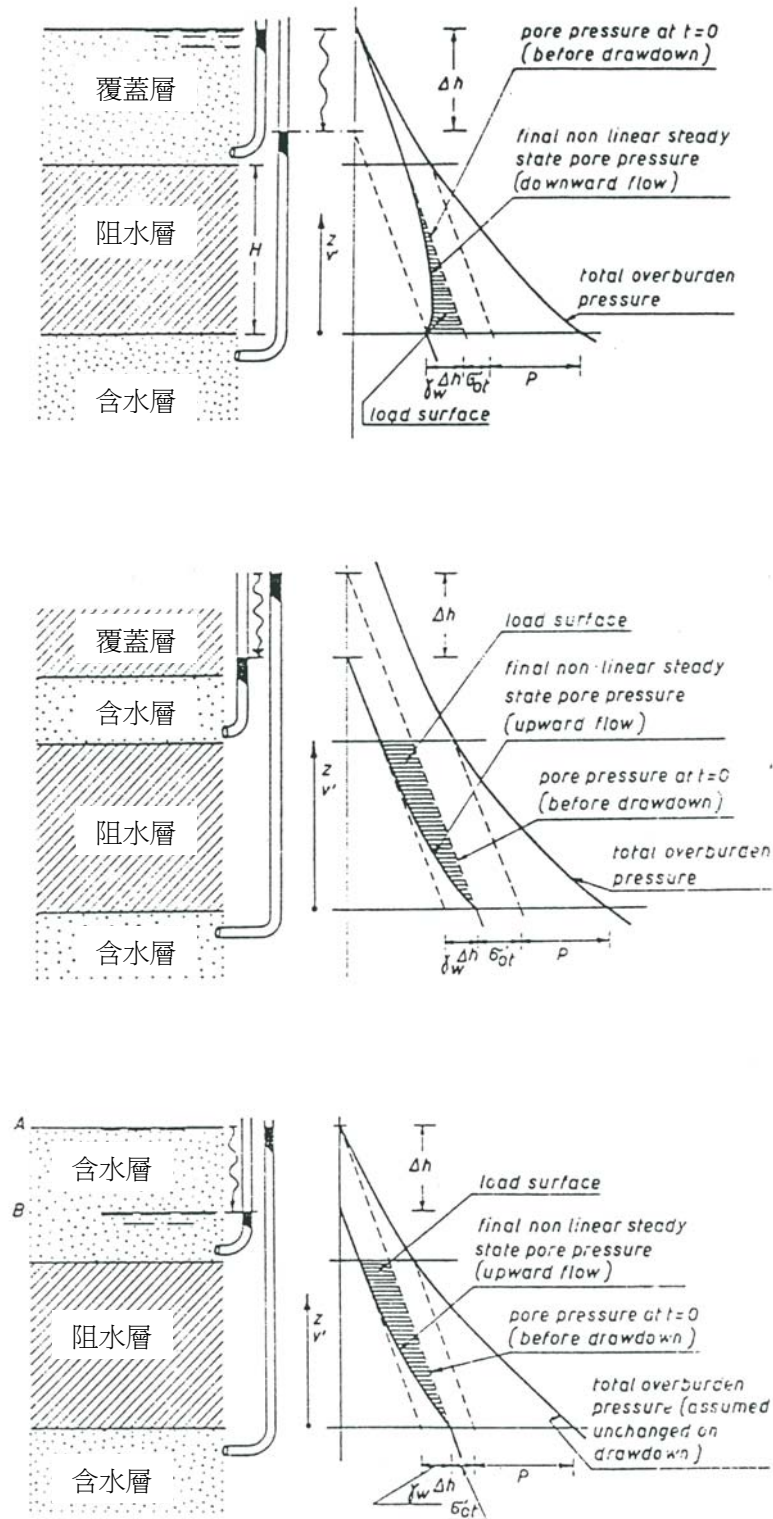 覆蓋層
阻水層
含水層
H
z
v'
Δh
pore pressure at t=0
(before drawdown)
final non linear steady
state pore pressure
(downward flow)
total overburden
pressure
γw Δh
σ'ot
P
load surface
覆蓋層
含水層
阻水層
含水層
z
v'
Δh
load surface
final non-linear steady
state pore pressure
(upward flow)
pore pressure at t=0
(before drawdown)
total overburden
pressure
γw Δh
σ'ot
P
A
B
含水層
阻水層
含水層
z
v'
Δh
load surface
final non linear steady
state pore pressure
(upward flow)
pore pressure at t=0
(before drawdown)
total overburden
pressure (assumed
unchanged on
drawdown)
γw Δh
σ'ot
P